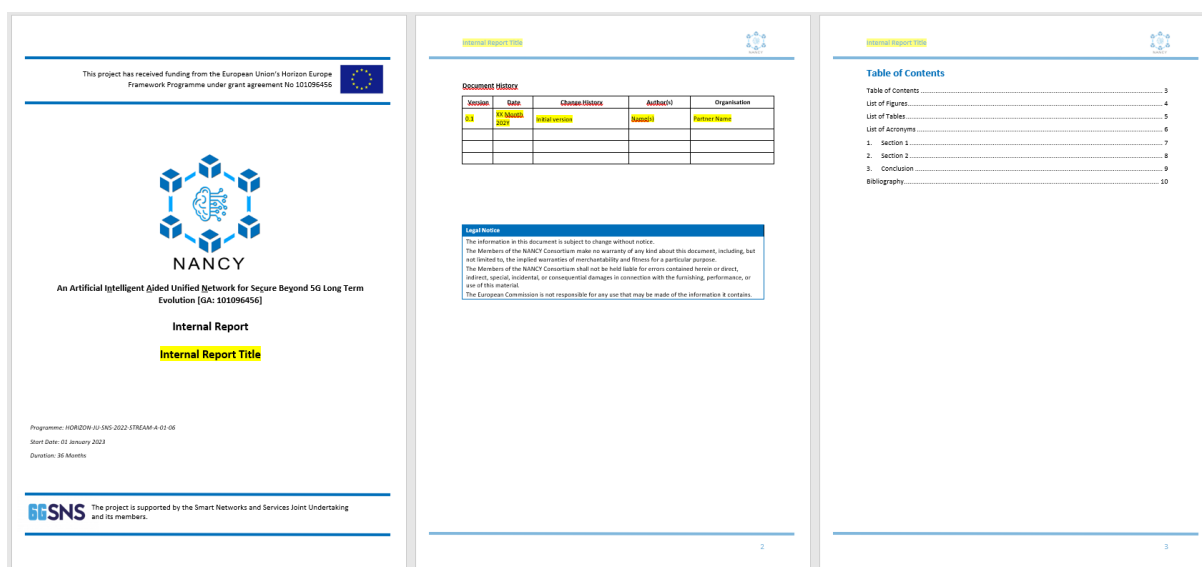 This project has received funding from the European Union's Horizon Europe
Framework Programme under grant agreement No 101096456
NANCY
An Artificial Intelligent Aided Unified Network for Secure Beyond 5G Long Term
Evolution [GA: 101096456]
Internal Report
Internal Report Title
Programme: HORIZON-JU-SNS-2022-STREAM-A-01-06
Start Date: 01 January 2023
Duration: 36 Months
6GSNS
The project is supported by the Smart Networks and Services Joint Undertaking
and its members.
Internal Report Title
NANCY
Document History
Version Date Change History Author(s) Organisation
0.1 XX Month 202Y Initial version Name(s) Partner Name
Legal Notice
The information in this document is subject to change without notice.
The Members of the NANCY Consortium make no warranty of any kind about this document, including, but
not limited to, the implied warranties of merchantability and fitness for a particular purpose.
The Members of the NANCY Consortium shall not be held liable for errors contained herein or direct,
indirect, special, incidental, or consequential damages in connection with the furnishing, performance, or
use of this material.
The European Commission is not responsible for any use that may be made of the information it contains.
2
Internal Report Title
NANCY
Table of Contents
Table of Contents 3
List of Figures 4
List of Tables 5
List of Acronyms 6
1. Section 1 7
2. Section 2 8
3. Conclusion 9
Bibliography 10
3